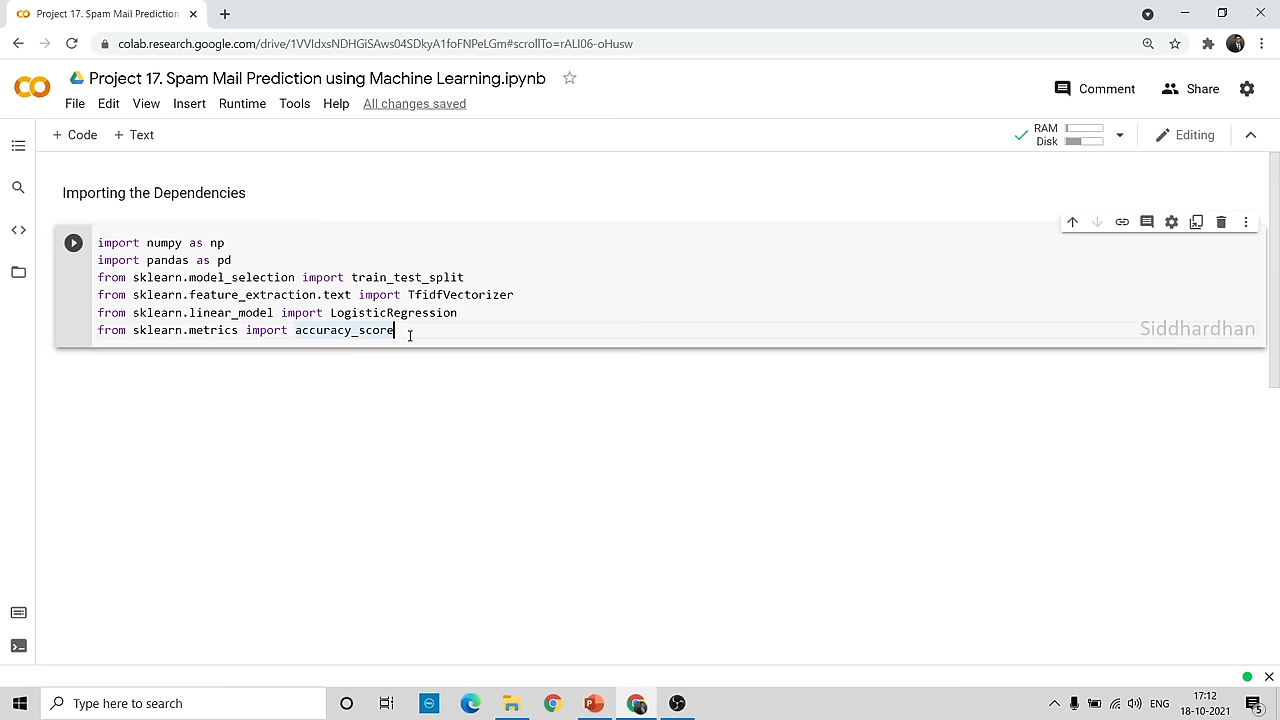 Project 17. Spam Mail Prediction
colab.research.google.com/drive/1VVIdxsNDHGiSAws04SDkyA1foFNPeLGm#scrollTo=rALI06-oHusw
Project 17. Spam Mail Prediction using Machine Learning.ipynb
Comment
Share
File Edit View Insert Runtime Tools Help All changes saved
+ Code + Text
RAM
Disk
Editing
Importing the Dependencies
import numpy as np
import pandas as pd
from sklearn.model_selection import train_test_split
from sklearn.feature_extraction.text import TfidfVectorizer
from sklearn.linear_model import LogisticRegression
from sklearn.metrics import accuracy_score
Siddhardhan
Type here to search
ENG
17:12
18-10-2021
5